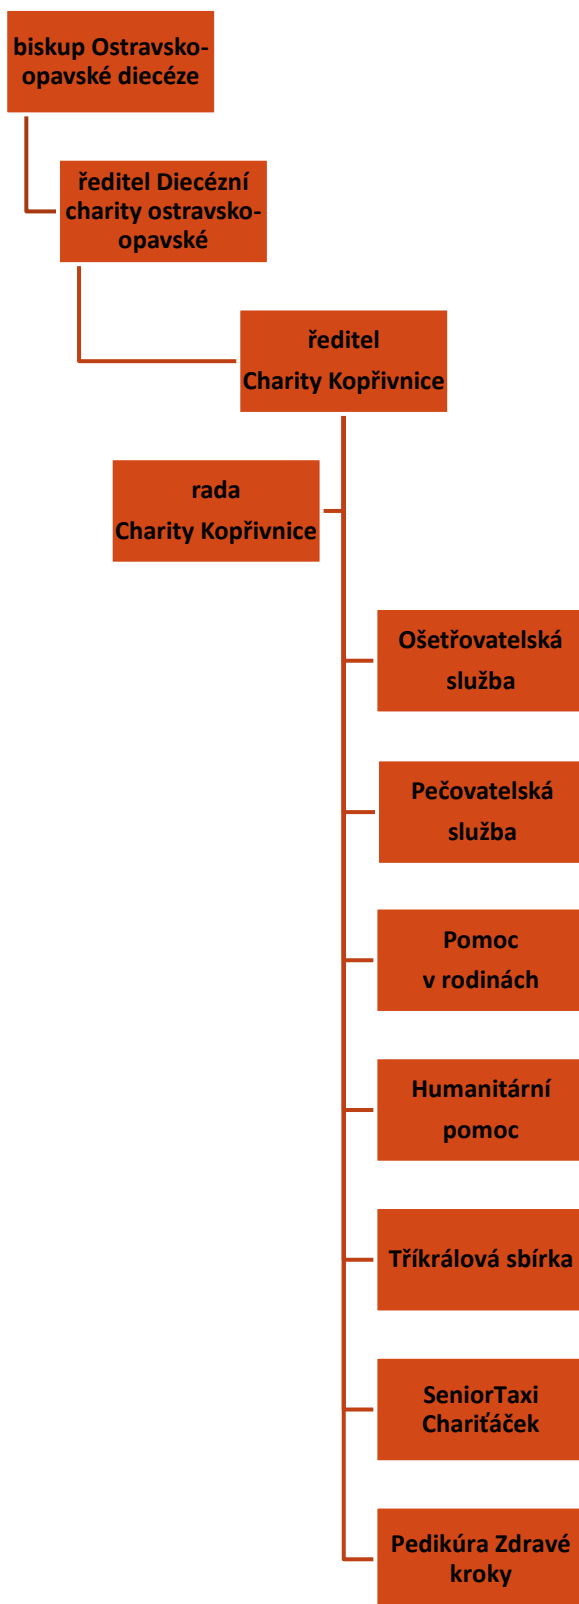 biskup Ostravsko-
opavské diecéze
ředitel Diecézní
charity ostravsko-
opavské
ředitel
Charity Kopřivnice
rada
Charity Kopřivnice
Ošetřovatelská
služba
Pečovatelská
služba
Pomoc
v rodinách
Humanitární
pomoc
Tříkrálová sbírka
SeniorTaxi
Chariťáček
Pedikúra Zdravé
kroky